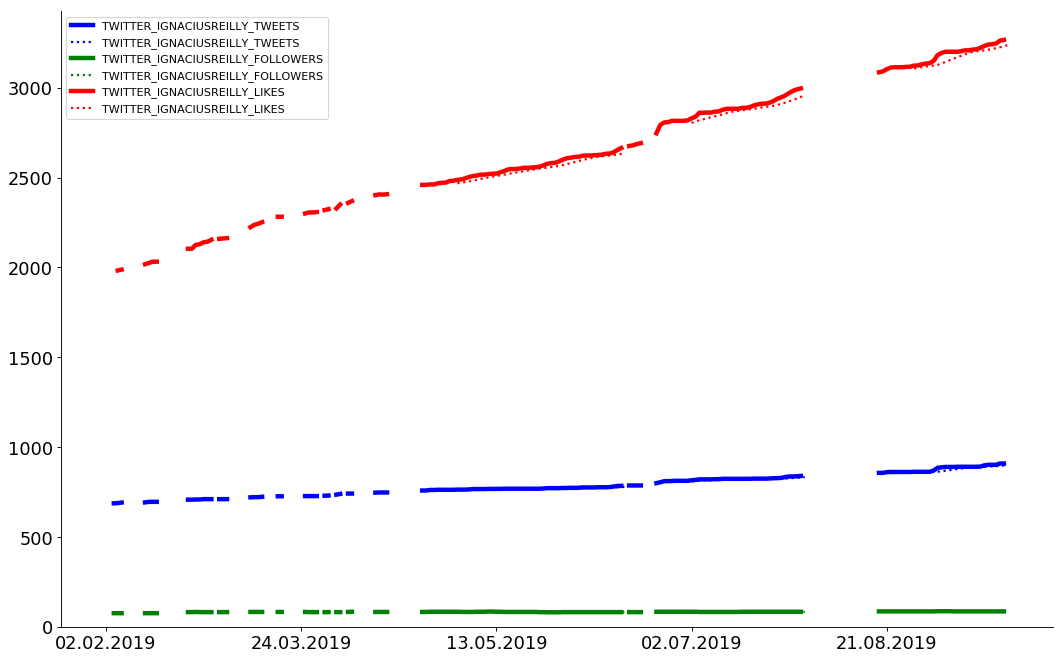 TWITTER_IGNACIUSREILLY_TWEETS
TWITTER_IGNACIUSREILLY_TWEETS
TWITTER_IGNACIUSREILLY_FOLLOWERS
TWITTER_IGNACIUSREILLY_FOLLOWERS
TWITTER_IGNACIUSREILLY_LIKES
TWITTER_IGNACIUSREILLY_LIKES
3000
2500
2000
1500
1000
500
0
02.02.2019 24.03.2019 13.05.2019 02.07.2019 21.08.2019